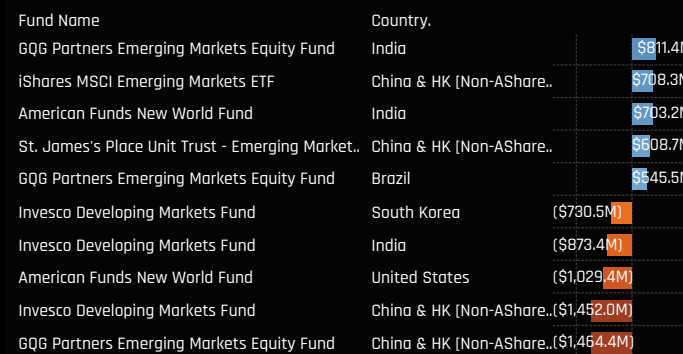 Fund Name Country.
GQG Partners Emerging Markets Equity Fund India $811.4M
iShares MSCI Emerging Markets ETF China & HK [Non-AShare.. $708.3M
American Funds New World Fund India $703.2M
St. James's Place Unit Trust - Emerging Market.. China & HK [Non-AShare.. $608.7M
GQG Partners Emerging Markets Equity Fund Brazil $545.5M
Invesco Developing Markets Fund South Korea ($730.5M)
Invesco Developing Markets Fund India ($873.4M)
American Funds New World Fund United States ($1,029.4M)
Invesco Developing Markets Fund China & HK [Non-AShare.. ($1,452.0M)
GQG Partners Emerging Markets Equity Fund China & HK [Non-AShare.. ($1,464.4M)